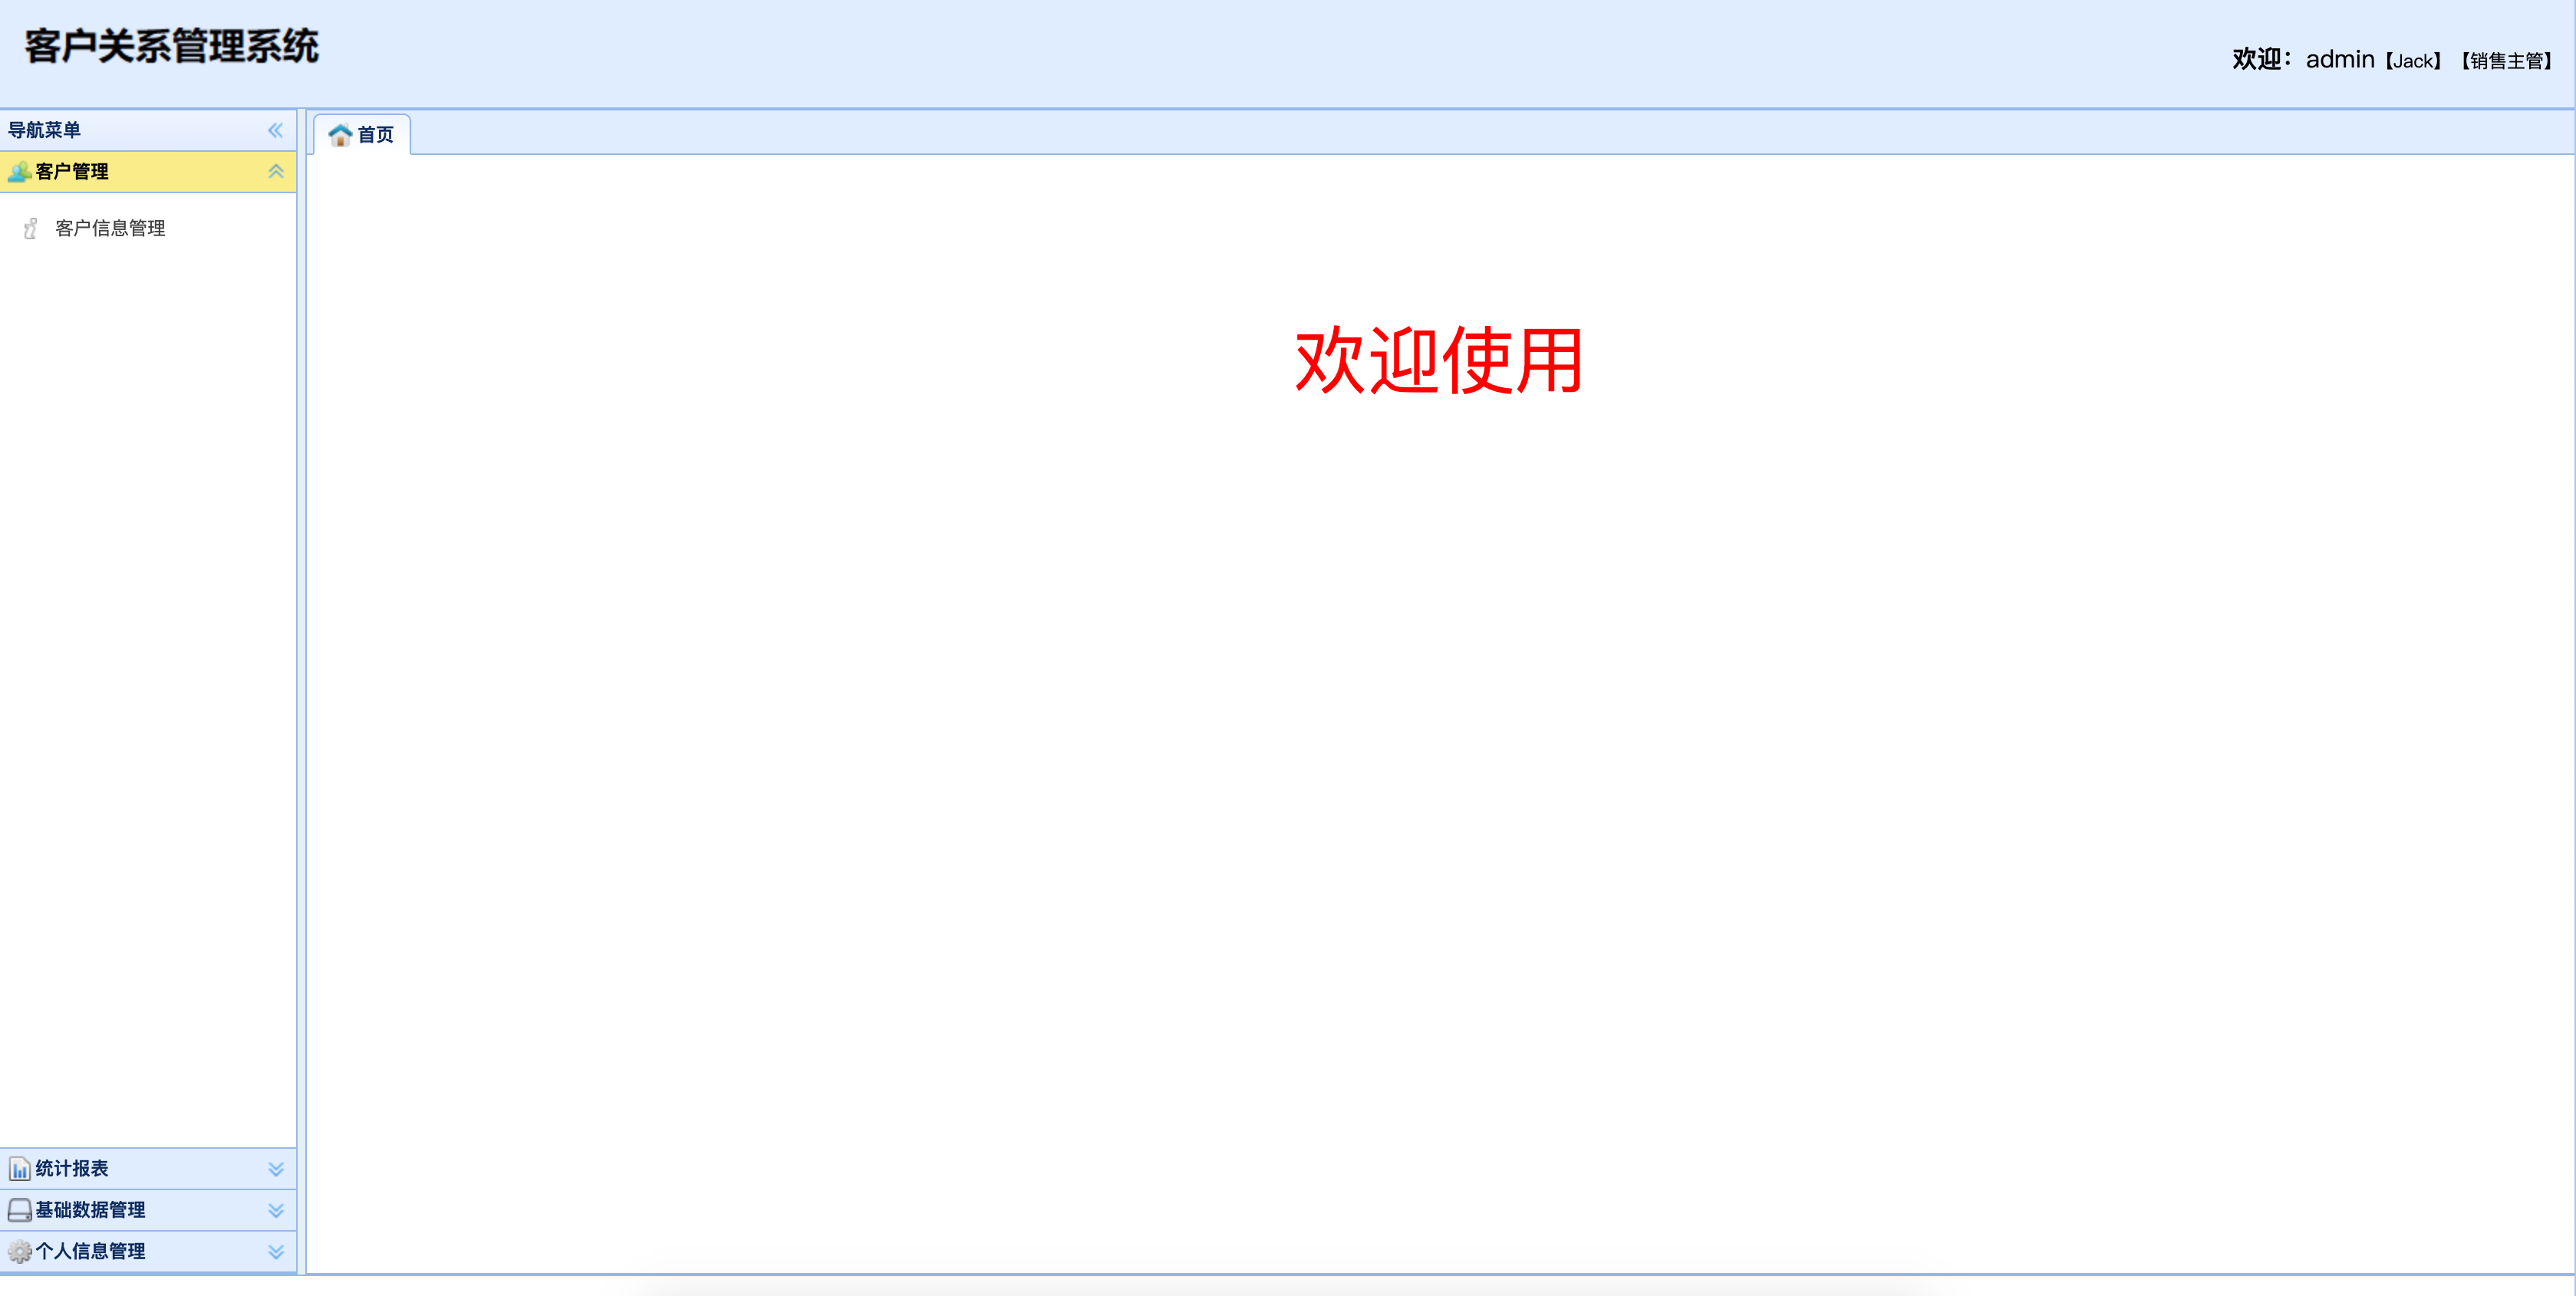 客户关系管理系统
欢迎：admin【Jack】【销售主管】
导航菜单
首页
客户管理
客户信息管理
欢迎使用
统计报表
基础数据管理
个人信息管理